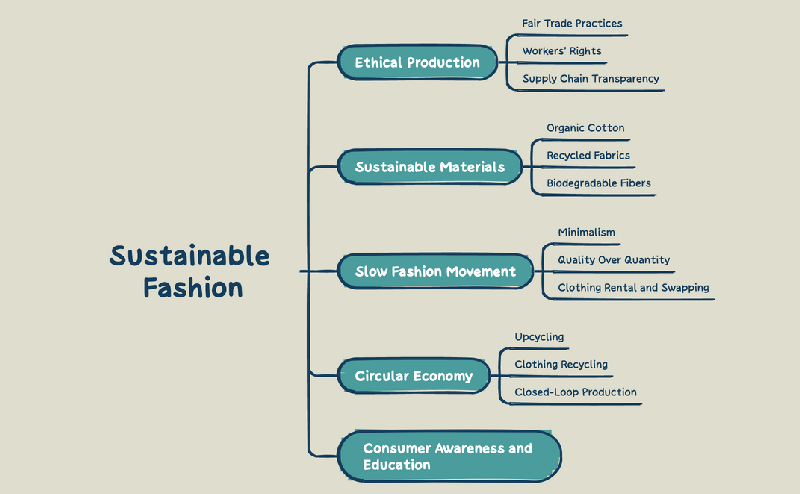 Sustainable
Fashion
Ethical Production
Fair Trade Practices
Workers' Rights
Supply Chain Transparency
Sustainable Materials
Organic Cotton
Recycled Fabrics
Biodegradable Fibers
Slow Fashion Movement
Minimalism
Quality Over Quantity
Clothing Rental and Swapping
Circular Economy
Upcycling
Clothing Recycling
Closed-Loop Production
Consumer Awareness and
Education